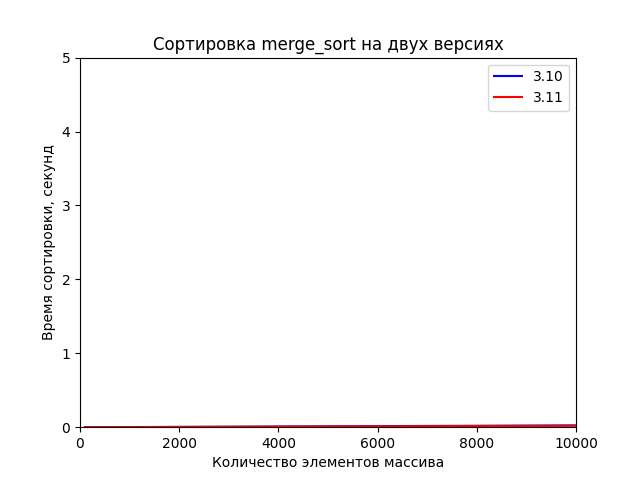 Сортировка merge_sort на двух версиях
3.10
3.11
5
4
3
2
1
0
Время сортировки, секунд
0 2000 4000 6000 8000 10000
Количество элементов массива